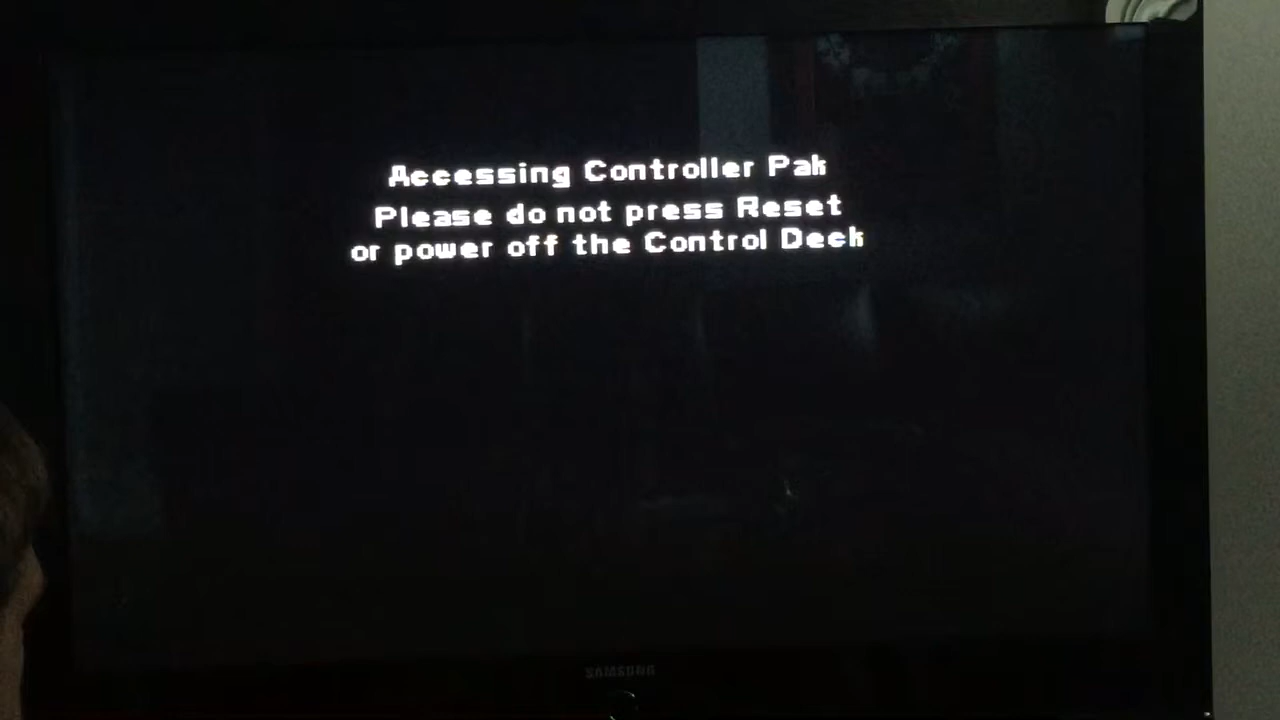 Accessing Controller Pak
Please do not press Reset
or power off the Control Deck
SAMSUNG